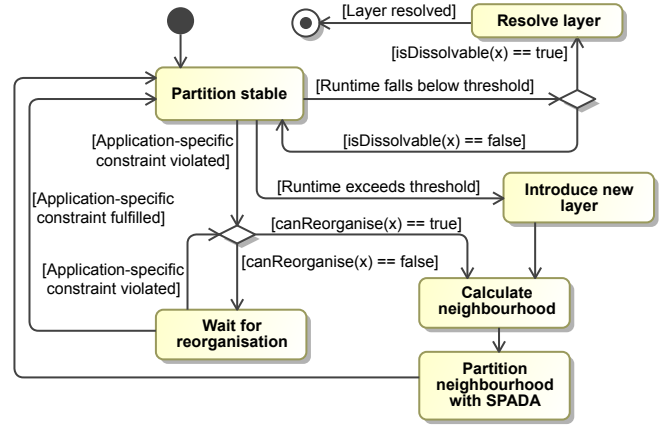 [Layer resolved]
Resolve layer
[isDissolvable(x) == true]
Partition stable
[Runtime falls below threshold]
[isDissolvable(x) == false]
[Application-specific
constraint violated]
[Runtime exceeds threshold]
Introduce new
layer
[Application-specific
constraint fulfilled]
[canReorganise(x) == true]
[canReorganise(x) == false]
[Application-specific
constraint violated]
Calculate
neighbourhood
Wait for
reorganisation
Partition
neighbourhood
with SPADA